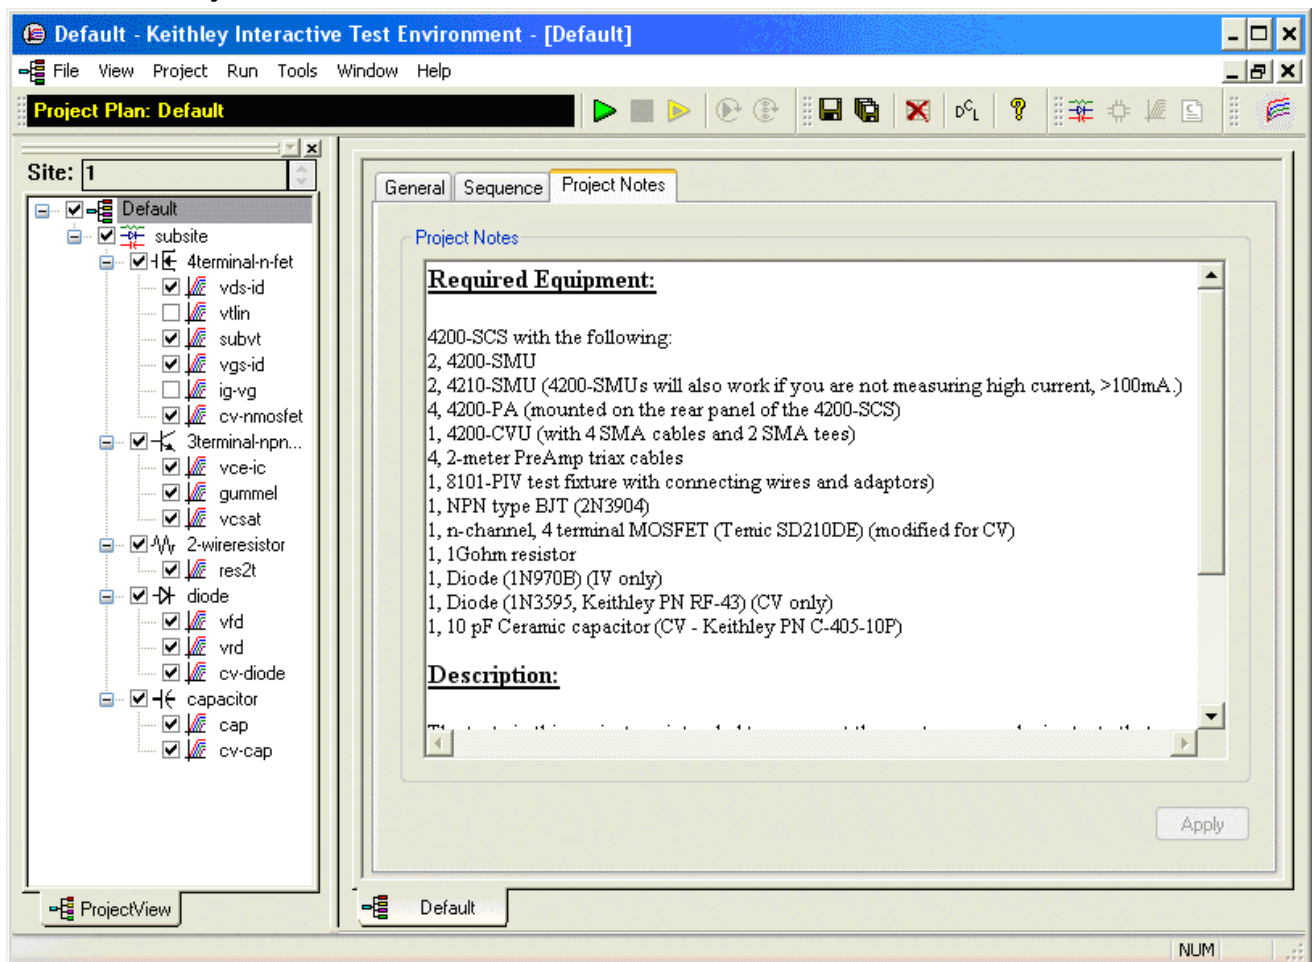 Default - Keithley Interactive Test Environment - [Default]
File View Project Run Tools Window Help
Project Plan: Default
Site: 1
Default
subsite
4terminal-n-fet
vds-id
vtlin
subvt
vgs-id
ig-vg
cv-nmosfet
3terminal-npn...
vce-ic
gummel
vcsat
2-wireresistor
res2t
diode
vfd
vrd
cv-diode
capacitor
cap
cv-cap
ProjectView
General Sequence Project Notes
Project Notes
Required Equipment:
4200-SCS with the following:
2, 4200-SMU
2, 4210-SMU (4200-SMUs will also work if you are not measuring high current, >100mA.)
4, 4200-PA (mounted on the rear panel of the 4200-SCS)
1, 4200-CVU (with 4 SMA cables and 2 SMA tees)
4, 2-meter PreAmp triax cables
1, 8101-PIV test fixture with connecting wires and adaptors)
1, NPN type BJT (2N3904)
1, n-channel, 4 terminal MOSFET (Temic SD210DE) (modified for CV)
1, 1Gohm resistor
1, Diode (1N970B) (IV only)
1, Diode (1N3595, Keithley PN RF-43) (CV only)
1, 10 pF Ceramic capacitor (CV - Keithley PN C-405-10P)
Description:
Apply
Default
NUM